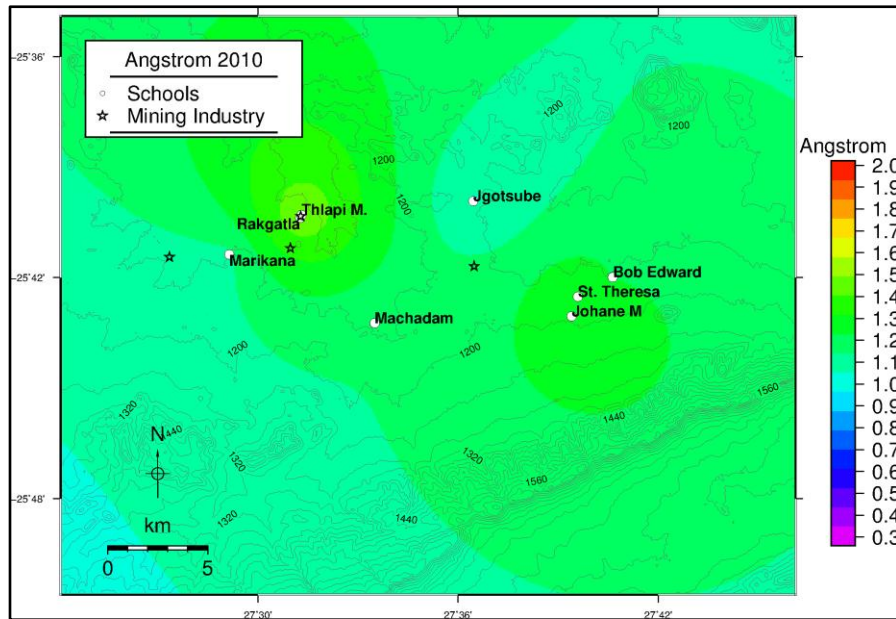 Angstrom 2010
Schools
Mining Industry
−25°36'
−25°42'
−25°48'
27°30'
27°36'
27°42'
1200
1200
1200
1200
1200
1200
1320
1440
1320
1320
1440
1320
1560
1440
1560
Jgotsube
Thlapi M.
Rakgatla
Marikana
Bob Edward
St. Theresa
Johane M
Machadam
N
km
0 5
Angstrom
2.0
1.9
1.8
1.7
1.6
1.5
1.4
1.3
1.2
1.1
1.0
0.9
0.8
0.7
0.6
0.5
0.4
0.3